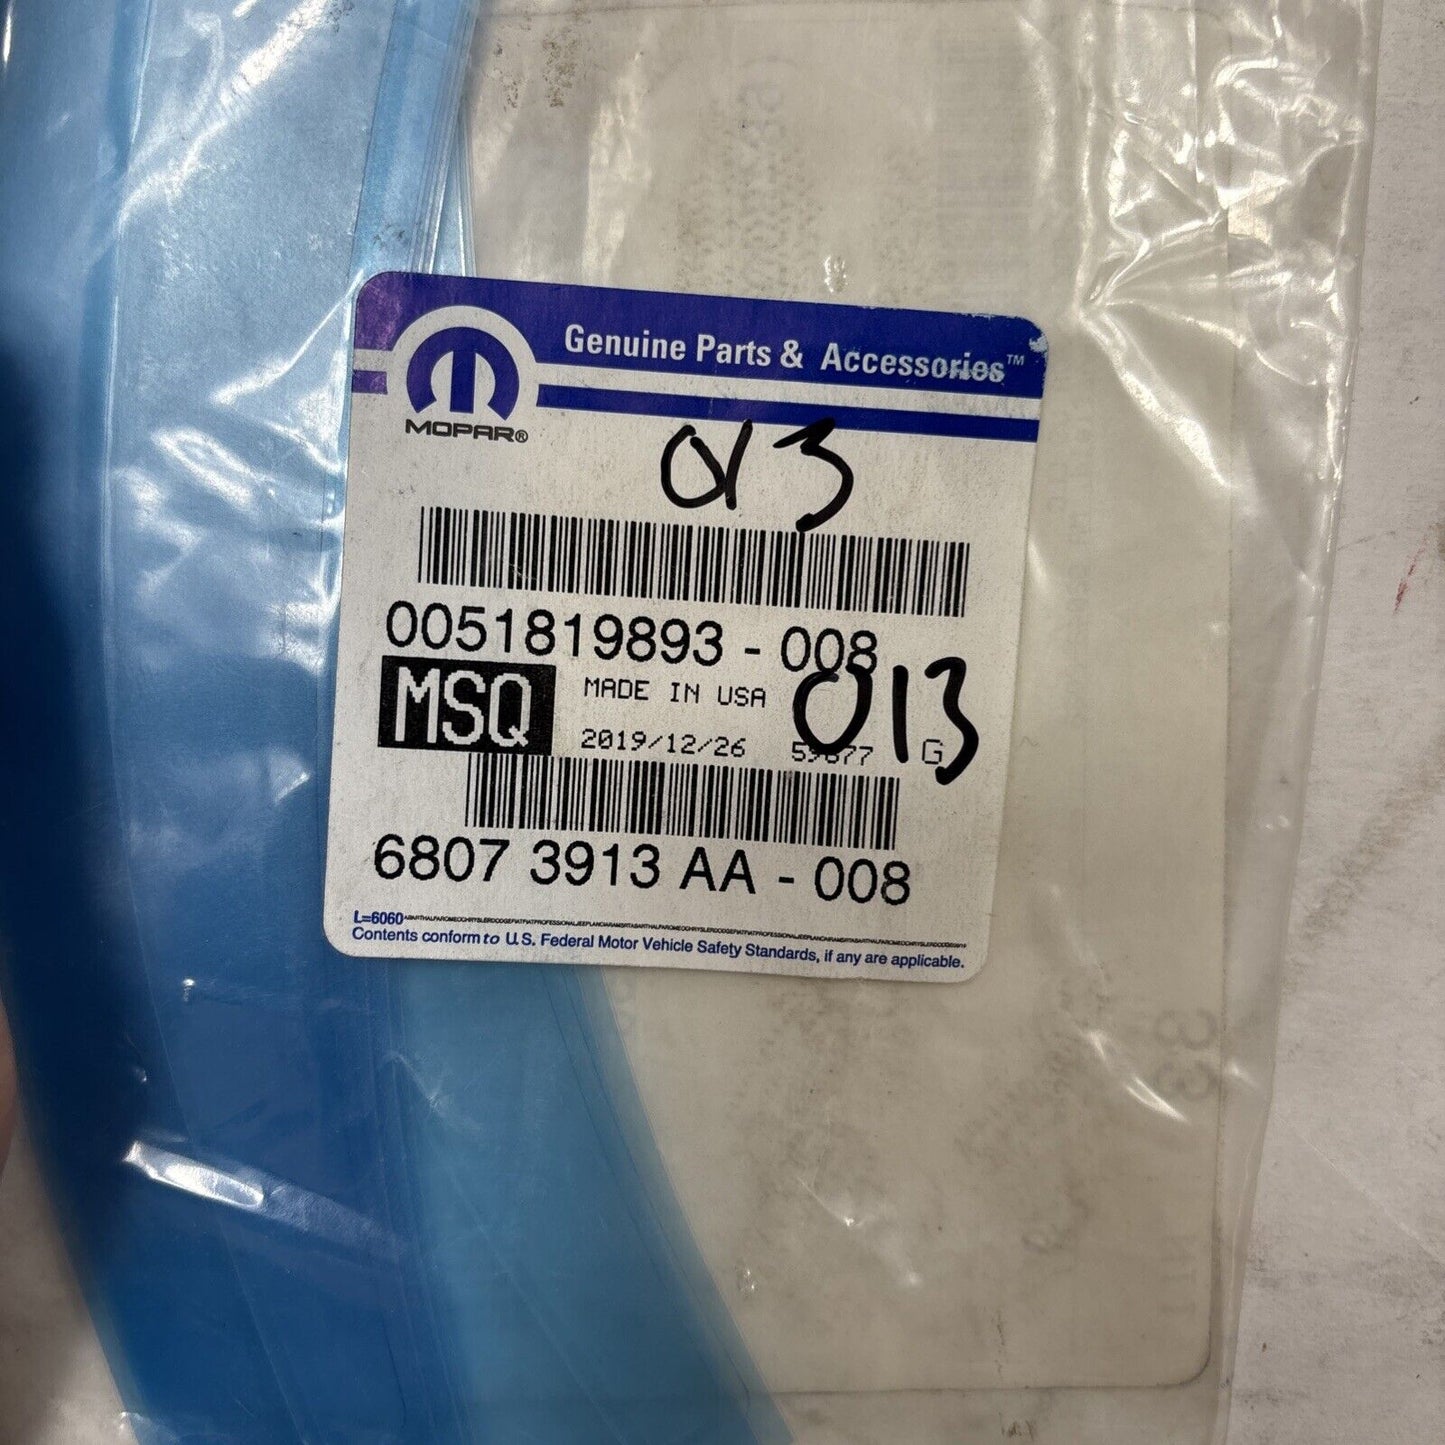 Genuine Parts & Accessories™
MOPAR®
013
0051819893 - 008
013
MSQ
MADE IN USA
2019/12/26
G
6807 3913 AA - 008
L=6060
Contents conform to U.S. Federal Motor Vehicle Safety Standards, if any are applicable.